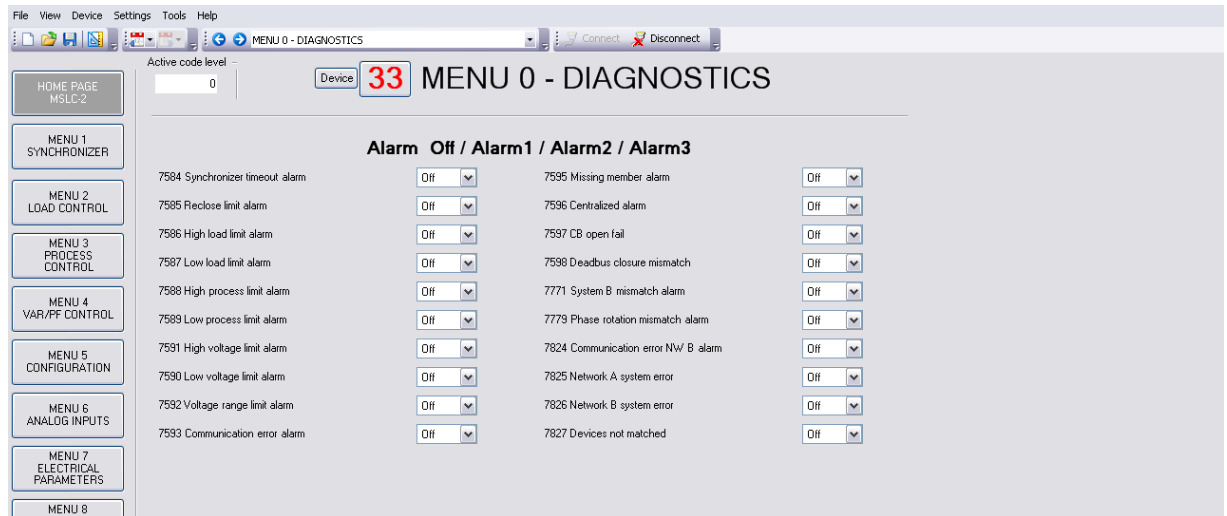 File View Device Settings Tools Help
MENU 0 - DIAGNOSTICS
Connect Disconnect
Active code level
0
Device 33 MENU 0 - DIAGNOSTICS
HOME PAGE
MSLC-2
MENU 1
SYNCHRONIZER
MENU 2
LOAD CONTROL
MENU 3
PROCESS
CONTROL
MENU 4
VAR/PF CONTROL
MENU 5
CONFIGURATION
MENU 6
ANALOG INPUTS
MENU 7
ELECTRICAL
PARAMETERS
MENU 8
Alarm Off / Alarm1 / Alarm2 / Alarm3
7584 Synchronizer timeout alarm Off 7595 Missing member alarm Off
7585 Reclose limit alarm Off 7596 Centralized alarm Off
7586 High load limit alarm Off 7597 CB open fail Off
7587 Low load limit alarm Off 7598 Deadbus closure mismatch Off
7588 High process limit alarm Off 7771 System B mismatch alarm Off
7589 Low process limit alarm Off 7779 Phase rotation mismatch alarm Off
7591 High voltage limit alarm Off 7824 Communication error NW B alarm Off
7590 Low voltage limit alarm Off 7825 Network A system error Off
7592 Voltage range limit alarm Off 7826 Network B system error Off
7593 Communication error alarm Off 7827 Devices not matched Off